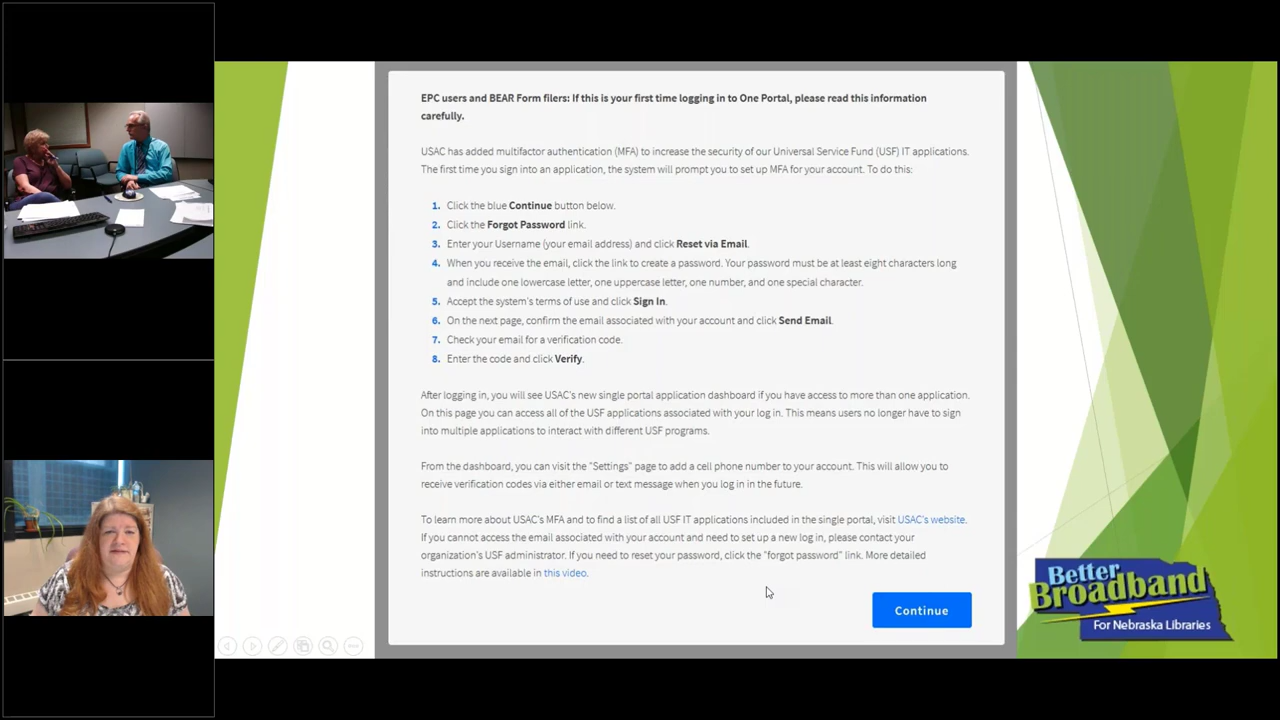 EPC users and BEAR Form filers: If this is your first time logging in to One Portal, please read this information
carefully.
USAC has added multifactor authentication (MFA) to increase the security of our Universal Service Fund (USF) IT applications.
The first time you sign into an application, the system will prompt you to set up MFA for your account. To do this:
1. Click the blue Continue button below.
2. Click the Forgot Password link.
3. Enter your Username (your email address) and click Reset via Email.
4. When you receive the email, click the link to create a password. Your password must be at least eight characters long
and include one lowercase letter, one uppercase letter, one number, and one special character.
5. Accept the system's terms of use and click Sign In.
6. On the next page, confirm the email associated with your account and click Send Email.
7. Check your email for a verification code.
8. Enter the code and click Verify.
After logging in, you will see USAC's new single portal application dashboard if you have access to more than one application.
On this page you can access all of the USF applications associated with your log in. This means users no longer have to sign
into multiple applications to interact with different USF programs.
From the dashboard, you can visit the "Settings" page to add a cell phone number to your account. This will allow you to
receive verification codes via either email or text message when you log in in the future.
To learn more about USAC's MFA and to find a list of all USF IT applications included in the single portal, visit USAC's website.
If you cannot access the email associated with your account and need to set up a new log in, please contact your
organization's USF administrator. If you need to reset your password, click the "forgot password" link. More detailed
instructions are available in this video.
Continue
Better
Broadband
For Nebraska Libraries